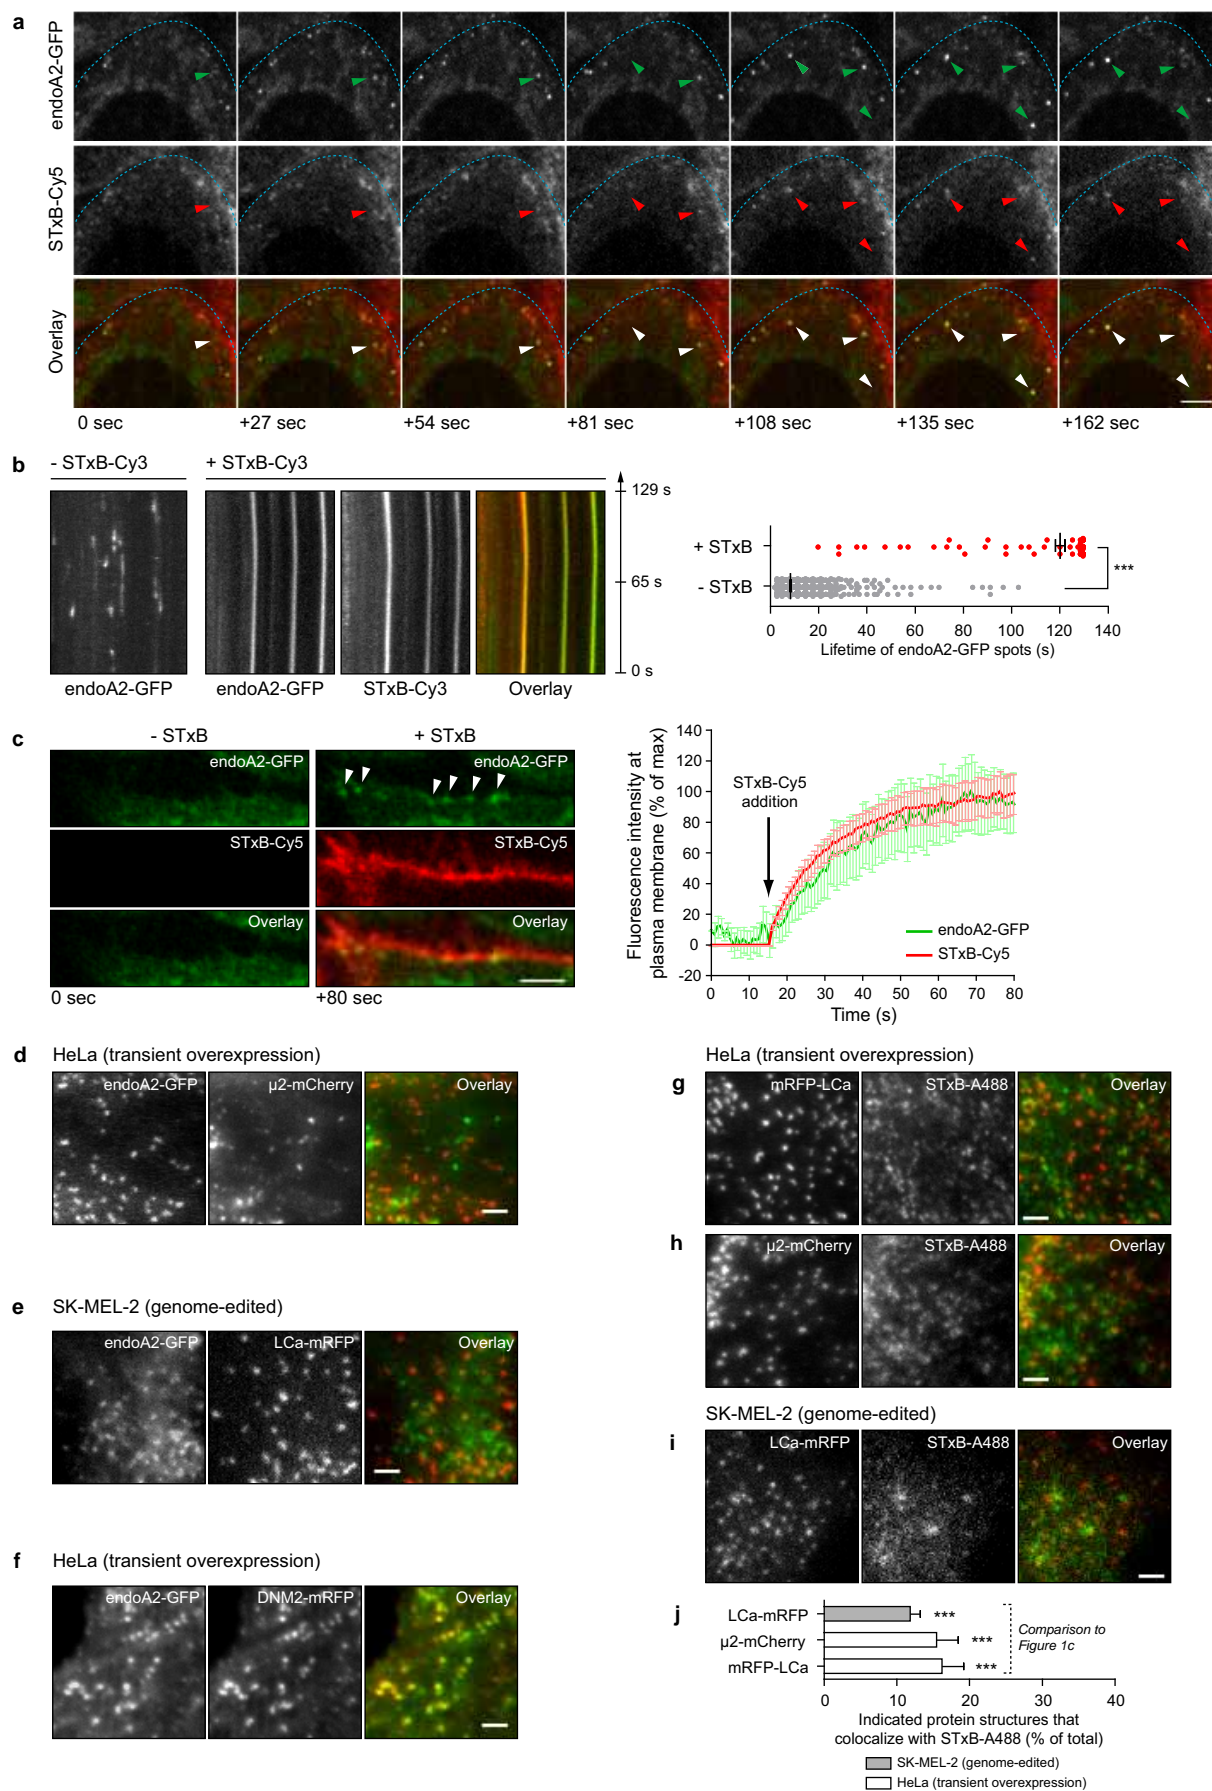 a
endoA2-GFP
STxB-Cy5
Overlay
0 sec
+27 sec
+54 sec
+81 sec
+108 sec
+135 sec
+162 sec
b
- STxB-Cy3
+ STxB-Cy3
129 s
65 s
0 s
endoA2-GFP
endoA2-GFP
STxB-Cy3
Overlay
+ STxB
- STxB
***
0 20 40 60 80 100 120 140
Lifetime of endoA2-GFP spots (s)
c
- STxB
+ STxB
endoA2-GFP
endoA2-GFP
STxB-Cy5
STxB-Cy5
Overlay
Overlay
0 sec
+80 sec
Fluorescence intensity at
plasma membrane (% of max)
140
120
100
80
60
40
20
0
-20
STxB-Cy5
addition
endoA2-GFP
STxB-Cy5
0 10 20 30 40 50 60 70 80
Time (s)
d
HeLa (transient overexpression)
endoA2-GFP
µ2-mCherry
Overlay
e
SK-MEL-2 (genome-edited)
endoA2-GFP
LCa-mRFP
Overlay
f
HeLa (transient overexpression)
endoA2-GFP
DNM2-mRFP
Overlay
HeLa (transient overexpression)
g
mRFP-LCa
STxB-A488
Overlay
h
µ2-mCherry
STxB-A488
Overlay
SK-MEL-2 (genome-edited)
i
LCa-mRFP
STxB-A488
Overlay
j
LCa-mRFP
***
µ2-mCherry
***
mRFP-LCa
***
Comparison to
Figure 1c
0 10 20 30 40
Indicated protein structures that
colocalize with STxB-A488 (% of total)
SK-MEL-2 (genome-edited)
HeLa (transient overexpression)